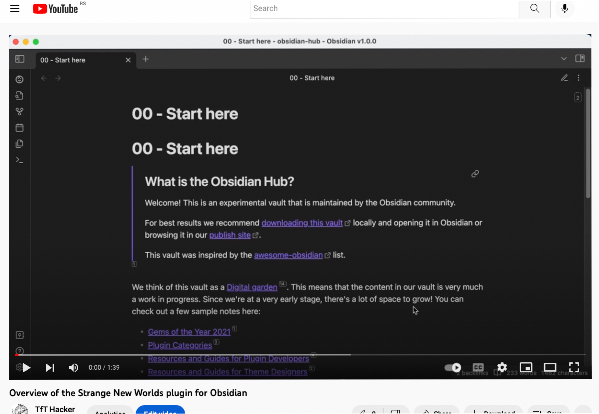 YouTube RS
Search
00 - Start here - obsidian-hub - Obsidian v1.0.0
00 - Start here
00 - Start here
00 - Start here
00 - Start here
What is the Obsidian Hub?
Welcome! This is an experimental vault that is maintained by the Obsidian community.
For best results we recommend downloading this vault locally and opening it in Obsidian or
browsing it in our publish site.
This vault was inspired by the awesome-obsidian list.
We think of this vault as a Digital garden. This means that the content in our vault is very much
a work in progress. Since we're at a very early stage, there's a lot of space to grow! You can
check out a few sample notes here:
Gems of the Year 2021
Plugin Categories
Resources and Guides for Plugin Developers
Resources and Guides for Theme Designers
0:00 / 1:39
Overview of the Strange New Worlds plugin for Obsidian
TfT Hacker
Analytics
Edit video
Share
Download